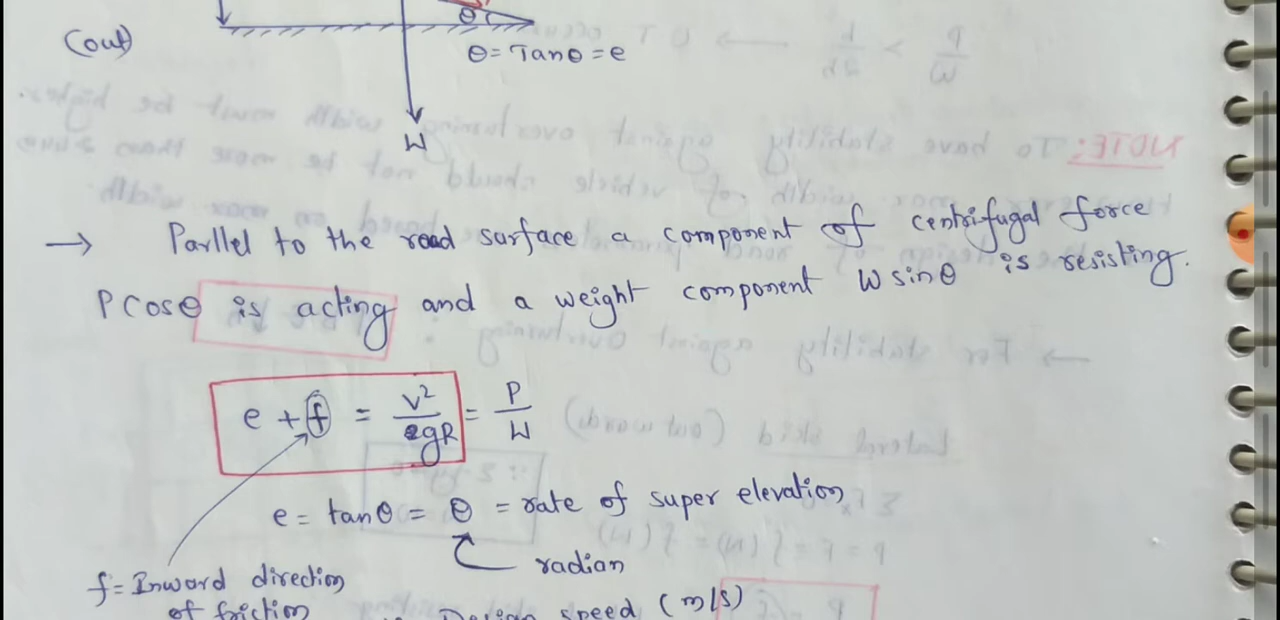 (out)
θ
θ = Tanθ = e
W
→ Parllel to the road surface a component of centrifugal force
P cosθ is acting and a weight component W sinθ is resisting.
e + f = V²/gR = P/W
e = tanθ = θ = rate of super elevation
radian
f = Inward direction
of friction
Design speed (m/s)